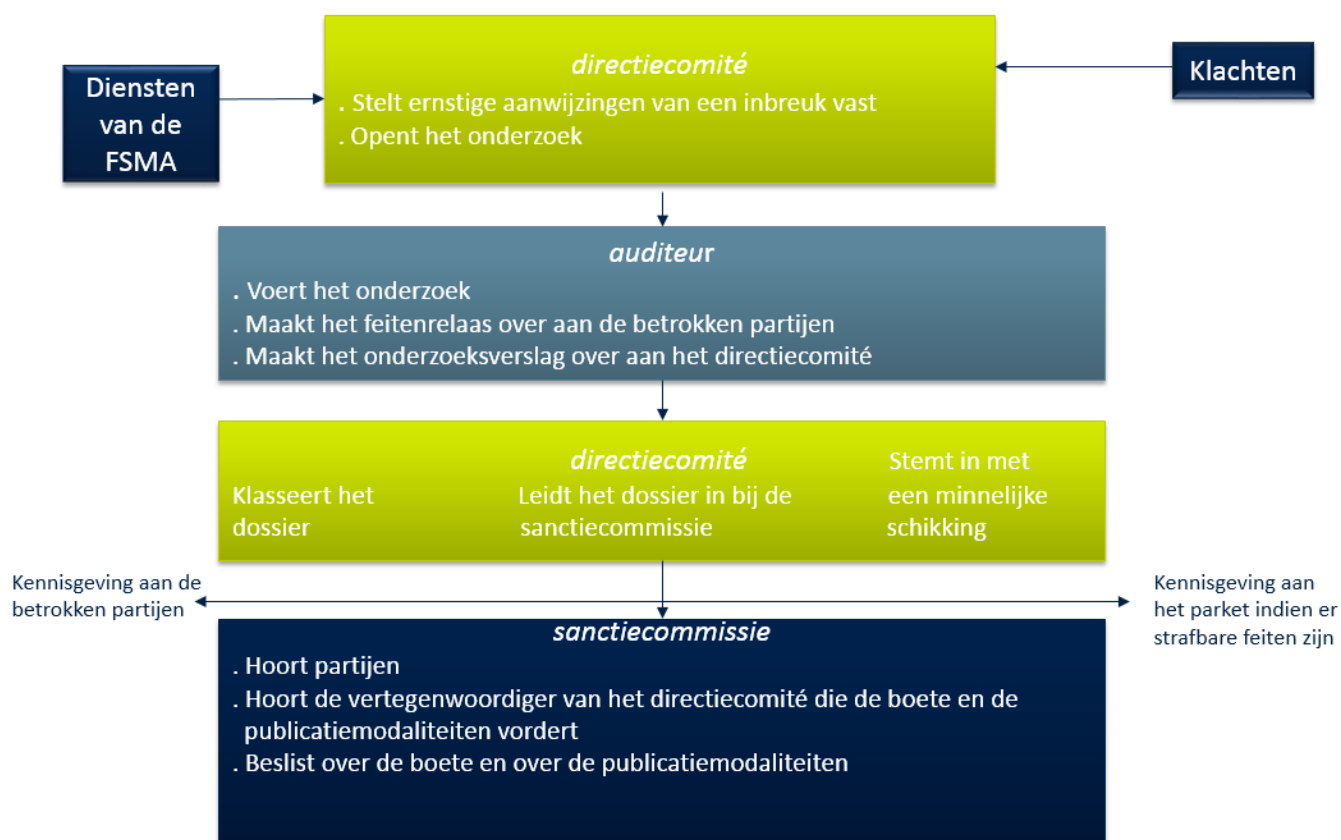 Diensten
van de
FSMA
directiecomité
. Stelt ernstige aanwijzingen van een inbreuk vast
. Opent het onderzoek
Klachten
auditeur
. Voert het onderzoek
. Maakt het feitenrelaas over aan de betrokken partijen
. Maakt het onderzoeksverslag over aan het directiecomité
directiecomité
Klasseert het
dossier
Leidt het dossier in bij de
sanctiecommissie
Stemt in met
een minnelijke
schikking
Kennisgeving aan de
betrokken partijen
Kennisgeving aan
het parket indien er
strafbare feiten zijn
sanctiecommissie
. Hoort partijen
. Hoort de vertegenwoordiger van het directiecomité die de boete en de
publicatiemodaliteiten vordert
. Beslist over de boete en over de publicatiemodaliteiten